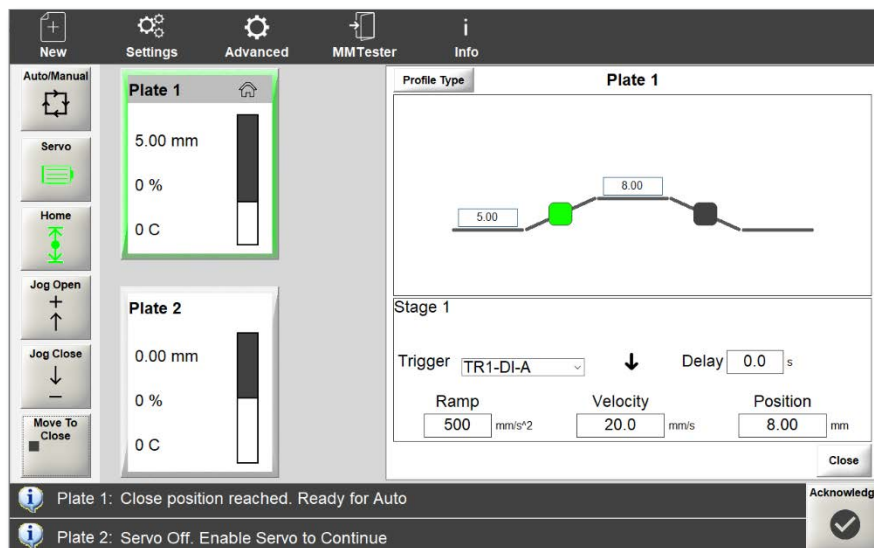 New
Settings
Advanced
MMTester
Info
Auto/Manual
Servo
Home
Jog Open
Jog Close
Move To
Close
Plate 1
5.00 mm
0 %
0 C
Plate 2
0.00 mm
0 %
0 C
Profile Type
Plate 1
5.00
8.00
Stage 1
Trigger TR1-DI-A Delay 0.0 s
Ramp Velocity Position
500 mm/s^2 20.0 mm/s 8.00 mm
Close
Plate 1: Close position reached. Ready for Auto
Plate 2: Servo Off. Enable Servo to Continue
Acknowledg